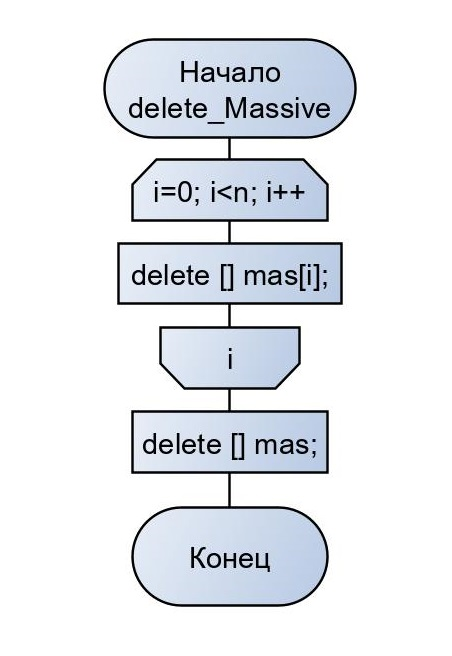 Начало
delete_Massive
i=0; i<n; i++
delete [] mas[i];
i
delete [] mas;
Конец